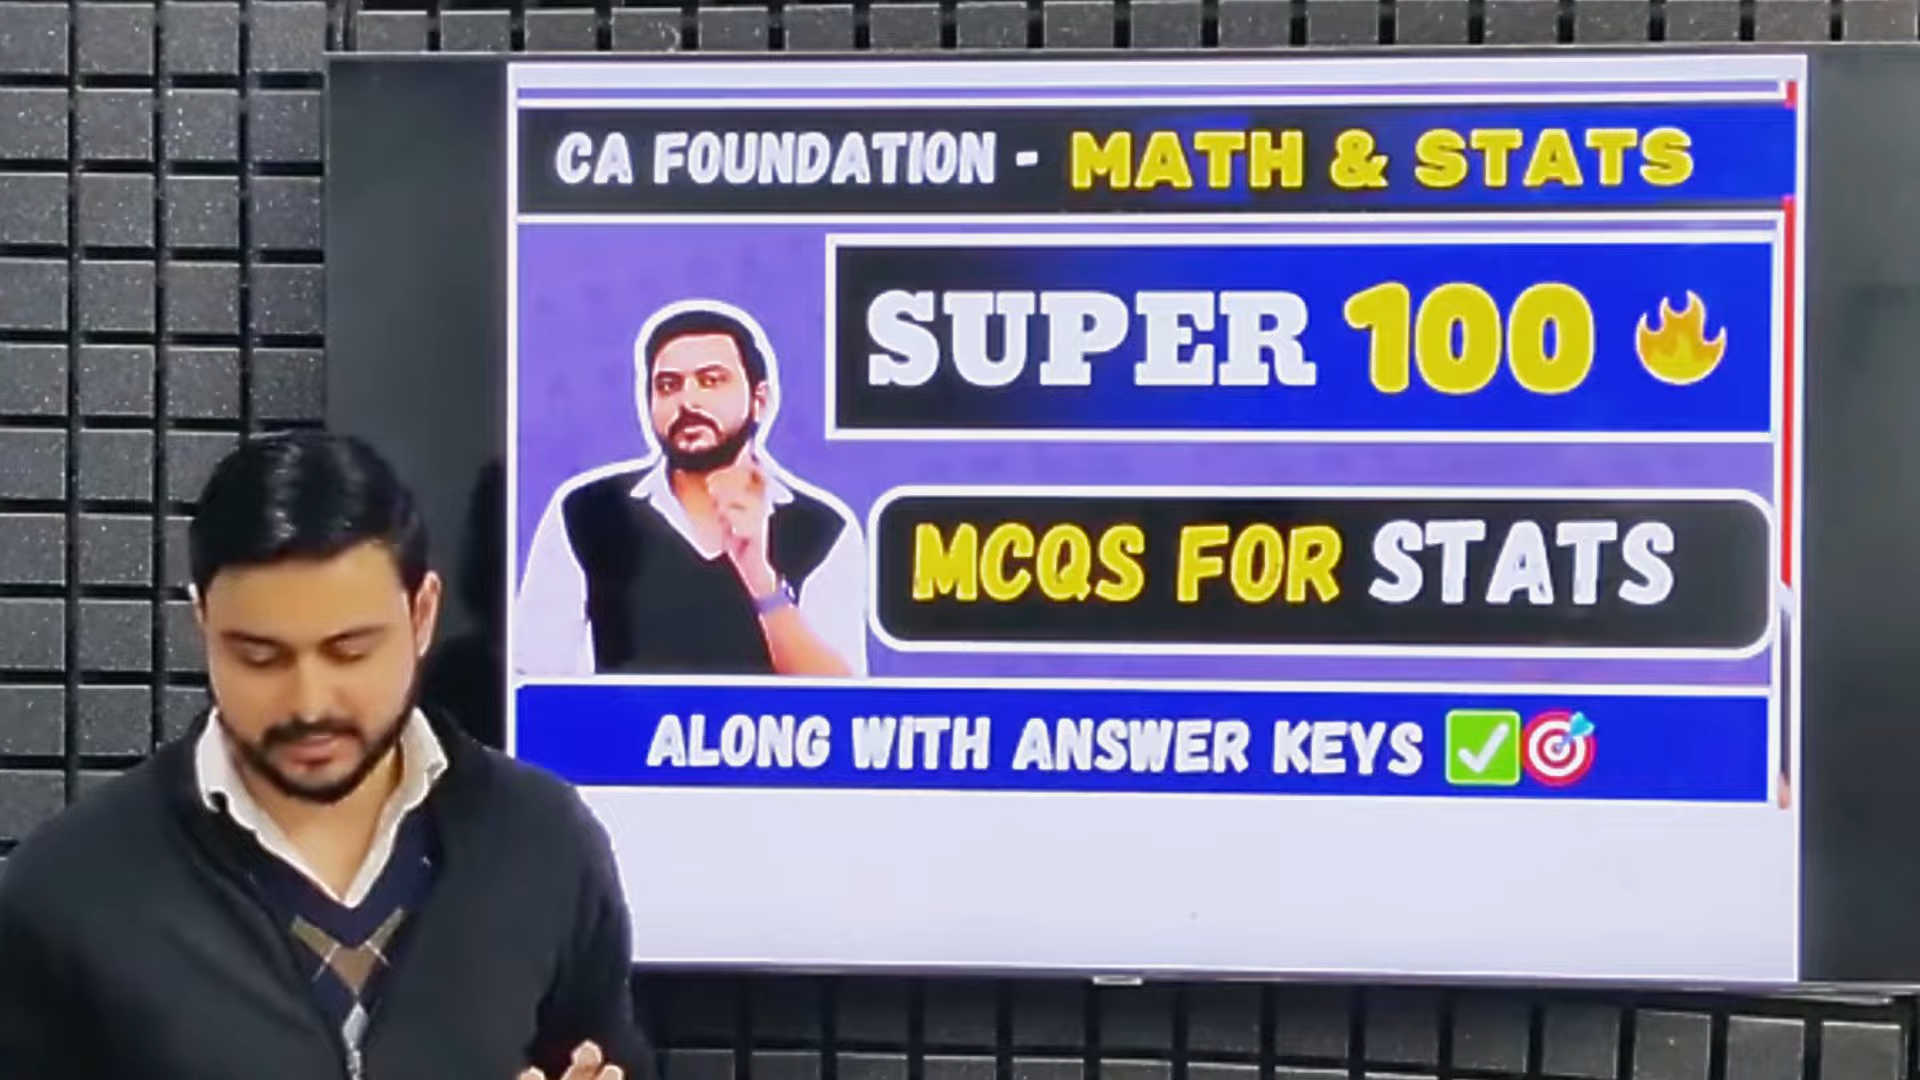 CA FOUNDATION - MATH & STATS
SUPER 100
MCQS FOR STATS
ALONG WITH ANSWER KEYS